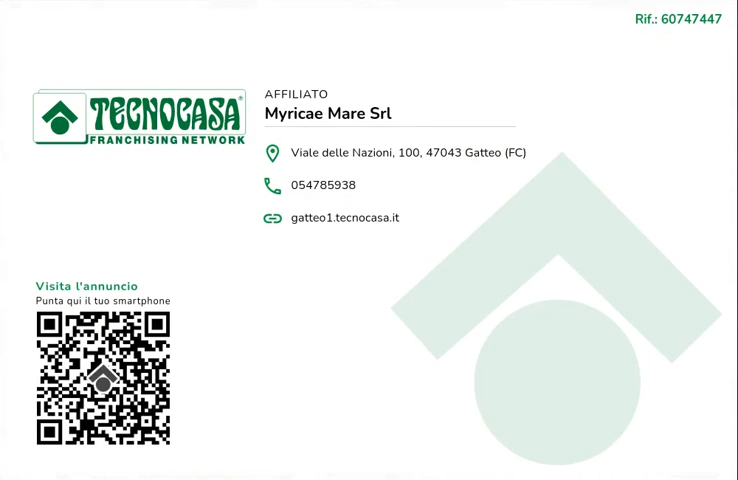 Rif.: 60747447
TECNOCASA
FRANCHISING NETWORK
AFFILIATO
Myricae Mare Srl
Viale delle Nazioni, 100, 47043 Gatteo (FC)
054785938
gatteo1.tecnocasa.it
Visita l'annuncio
Punta qui il tuo smartphone